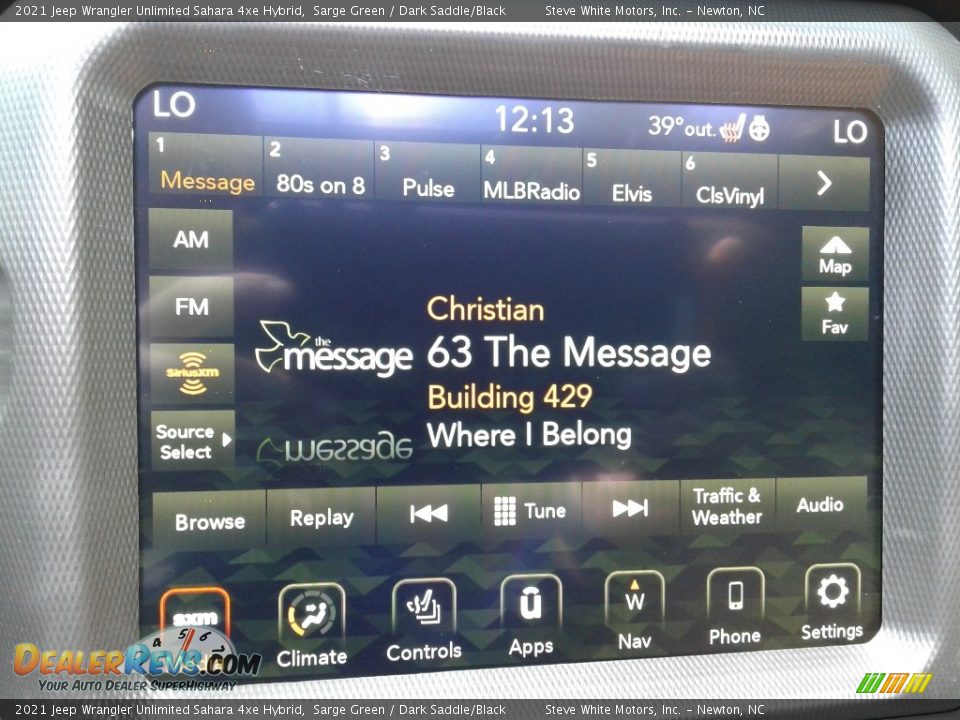 2021 Jeep Wrangler Unlimited Sahara 4xe Hybrid,  Sarge Green / Dark Saddle/Black     Steve White Motors, Inc. – Newton, NC
LO 12:13 39° out. LO
1 2 3 4 5 6
Message 80s on 8 Pulse MLBRadio Elvis ClsVinyl
AM
Map
FM
Fav
SiriusXM
Source
Select
the
message
Christian
63 The Message
Building 429
Where I Belong
message
Browse Replay Tune Traffic & Weather Audio
sxm
Climate Controls Apps Nav Phone Settings
ū W
4 5 6
DealerRevs.com
Your Auto Dealer SuperHighway
2021 Jeep Wrangler Unlimited Sahara 4xe Hybrid,  Sarge Green / Dark Saddle/Black     Steve White Motors, Inc. – Newton, NC